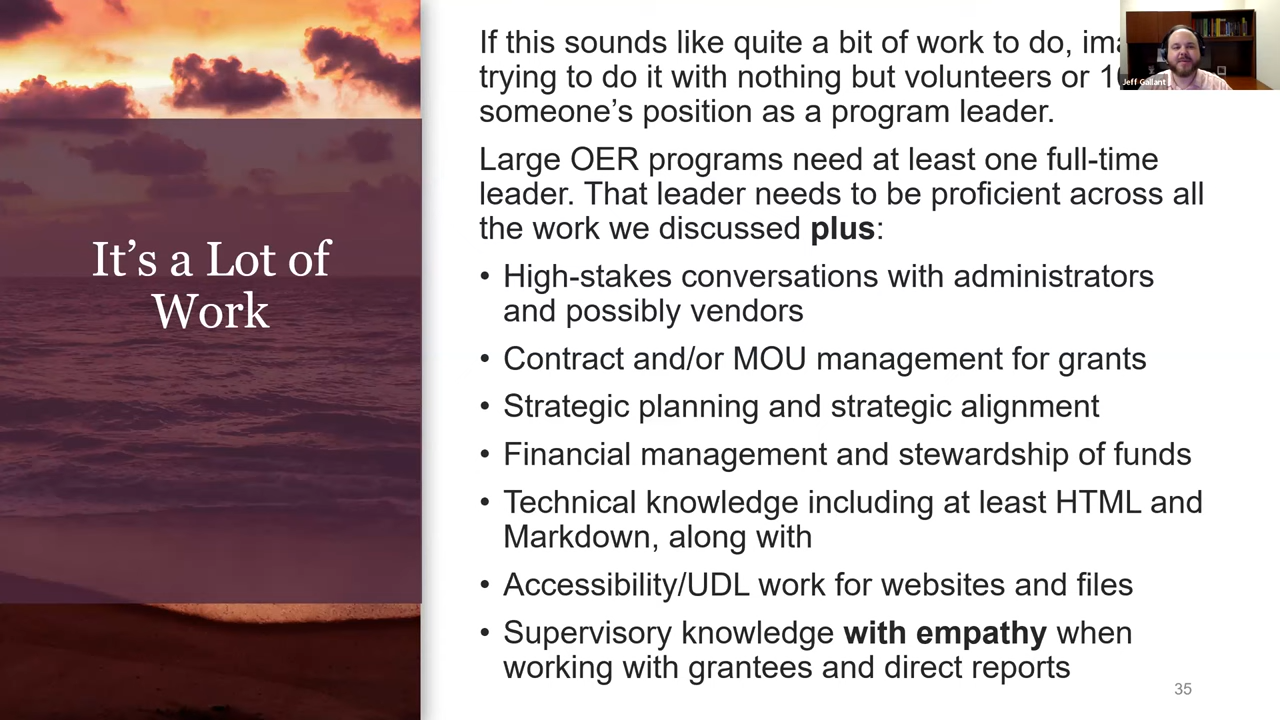 It's a Lot of
Work
If this sounds like quite a bit of work to do,
trying to do it with nothing but volunteers or
someone's position as a program leader.
Large OER programs need at least one full-time
leader. That leader needs to be proficient across all
the work we discussed plus:
• High-stakes conversations with administrators
and possibly vendors
• Contract and/or MOU management for grants
• Strategic planning and strategic alignment
• Financial management and stewardship of funds
• Technical knowledge including at least HTML and
Markdown, along with
• Accessibility/UDL work for websites and files
• Supervisory knowledge with empathy when
working with grantees and direct reports
35
Jeff Gallant